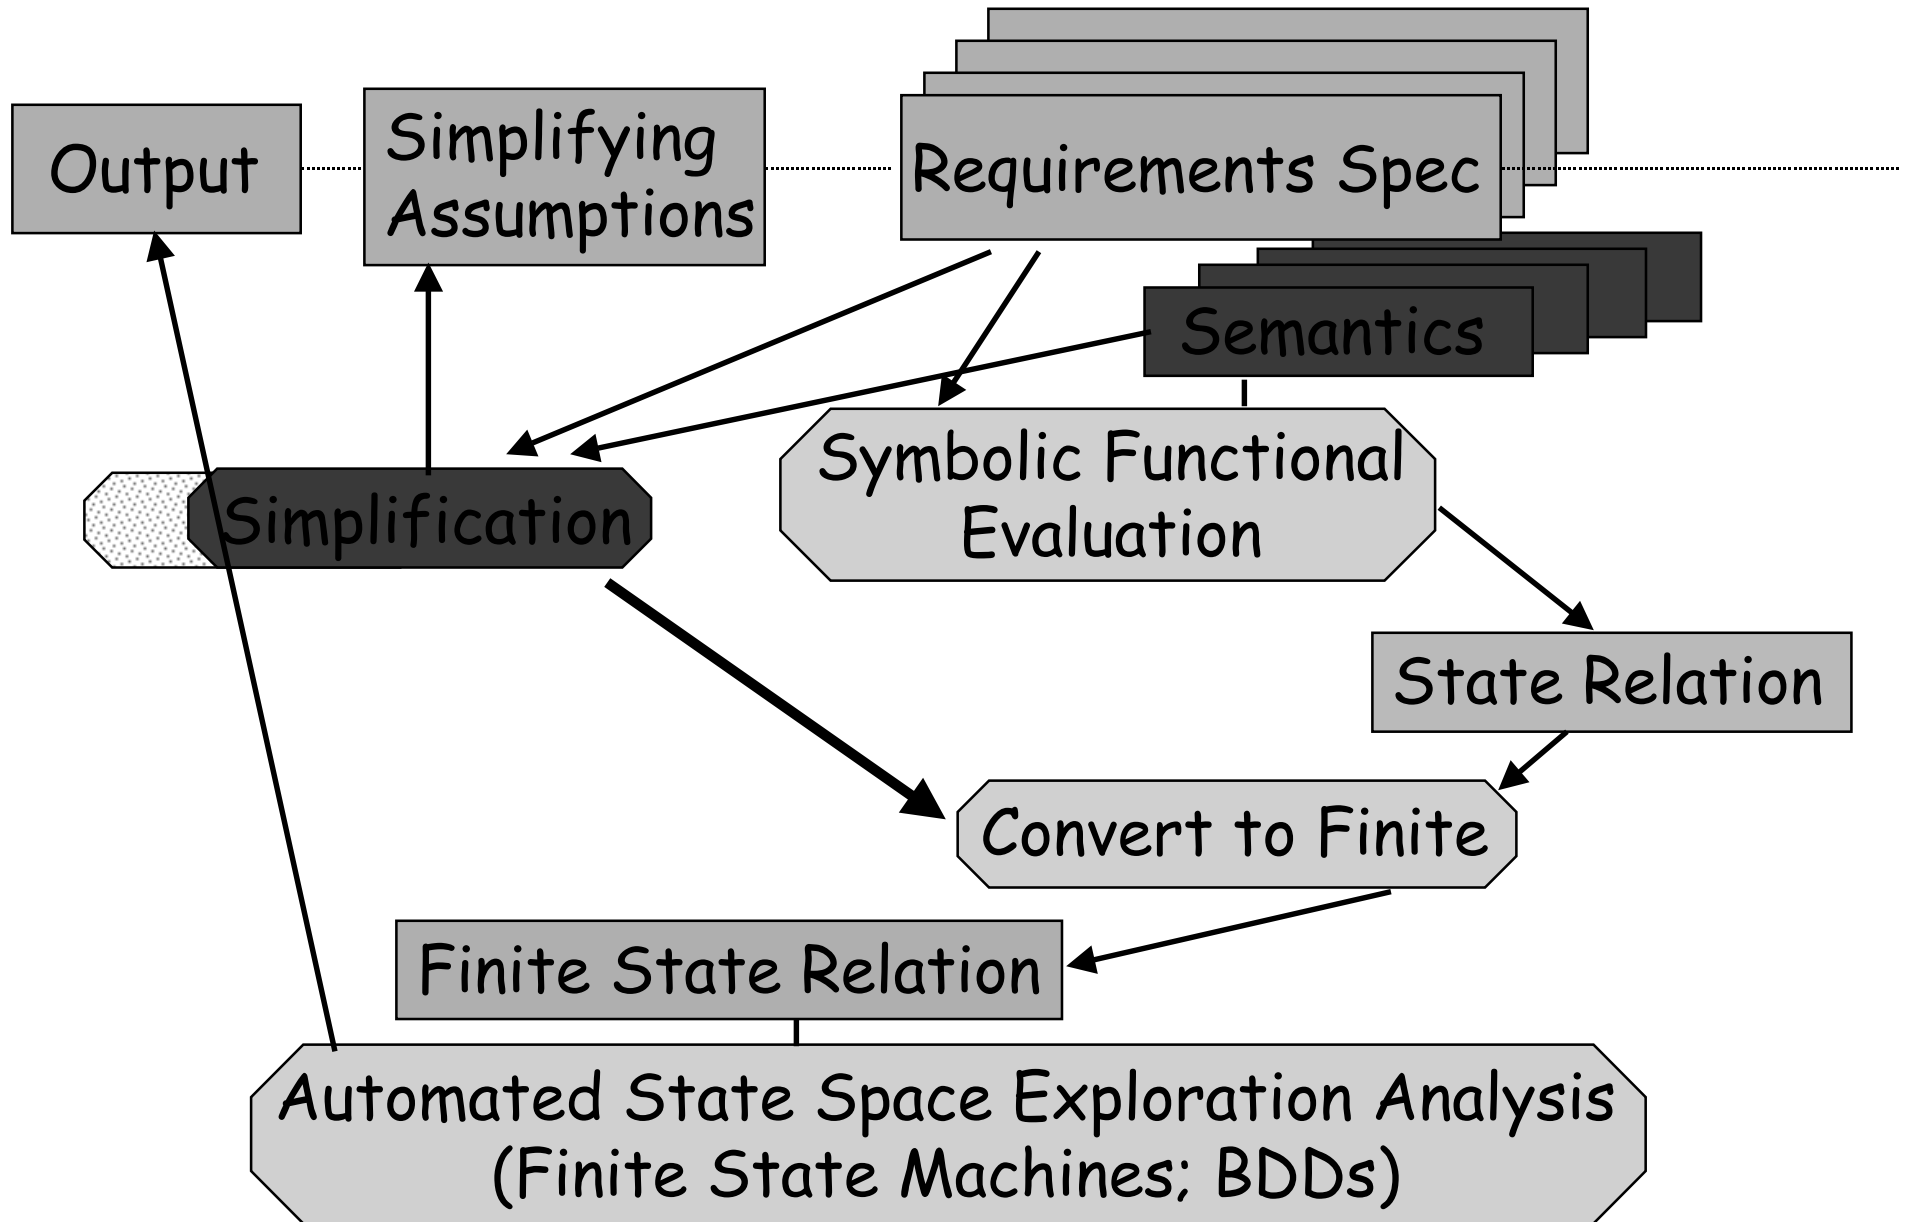 Output
Simplifying
Assumptions
Requirements Spec
Semantics
Symbolic Functional
Evaluation
Simplification
State Relation
Convert to Finite
Finite State Relation
Automated State Space Exploration Analysis
(Finite State Machines; BDDs)